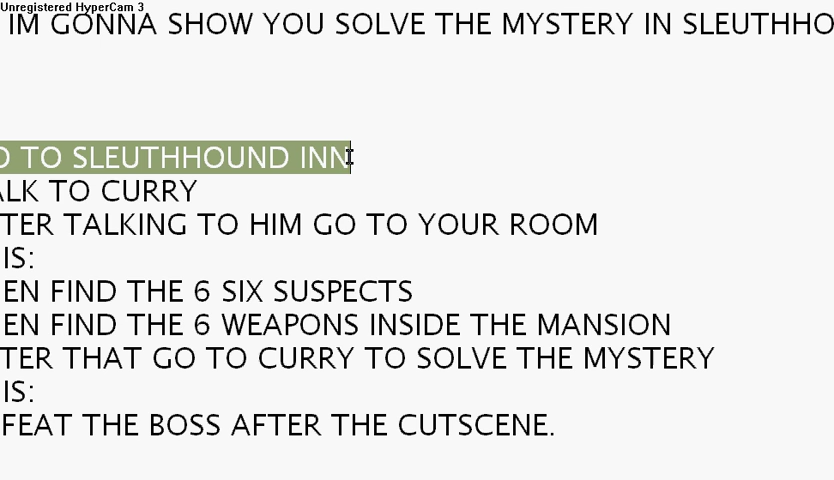 Unregistered HyperCam 3
IM GONNA SHOW YOU SOLVE THE MYSTERY IN SLEUTHHO
O TO SLEUTHHOUND INN
ALK TO CURRY
TER TALKING TO HIM GO TO YOUR ROOM
IS:
EN FIND THE 6 SIX SUSPECTS
EN FIND THE 6 WEAPONS INSIDE THE MANSION
TER THAT GO TO CURRY TO SOLVE THE MYSTERY
IS:
FEAT THE BOSS AFTER THE CUTSCENE.